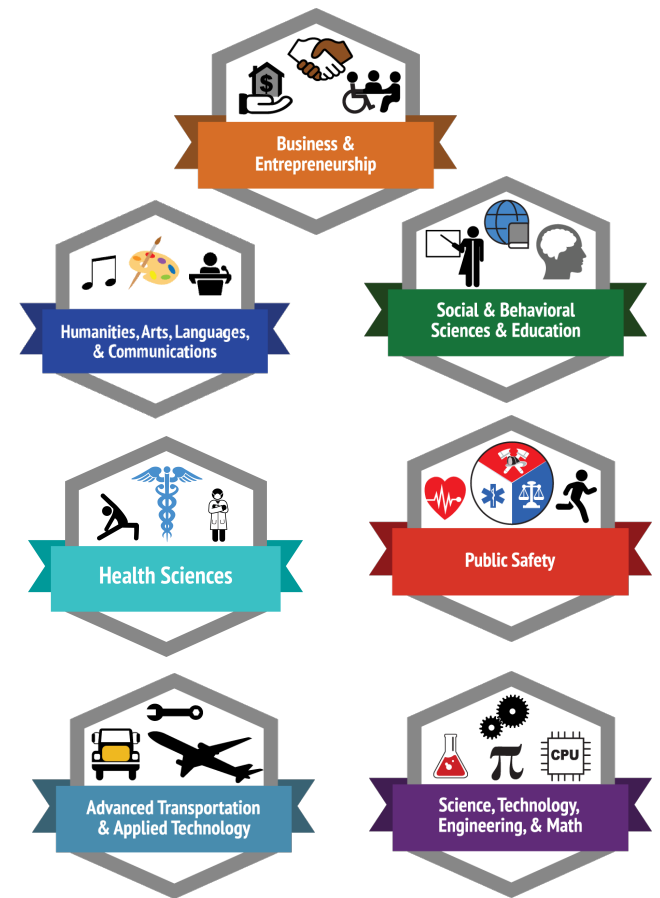 $
Business &
Entrepreneurship
Humanities, Arts, Languages,
& Communications
Social & Behavioral
Sciences & Education
Health Sciences
Public Safety
Advanced Transportation
& Applied Technology
π
CPU
Science, Technology,
Engineering, & Math